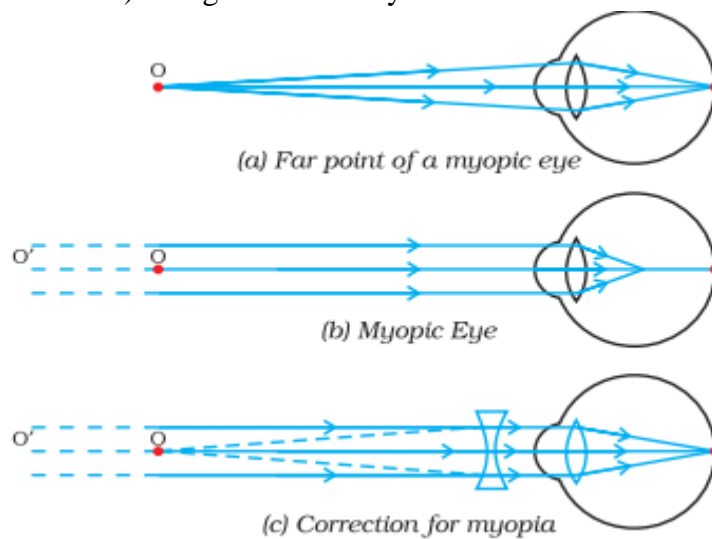 O
(a) Far point of a myopic eye
O'
O
(b) Myopic Eye
O'
O
(c) Correction for myopia